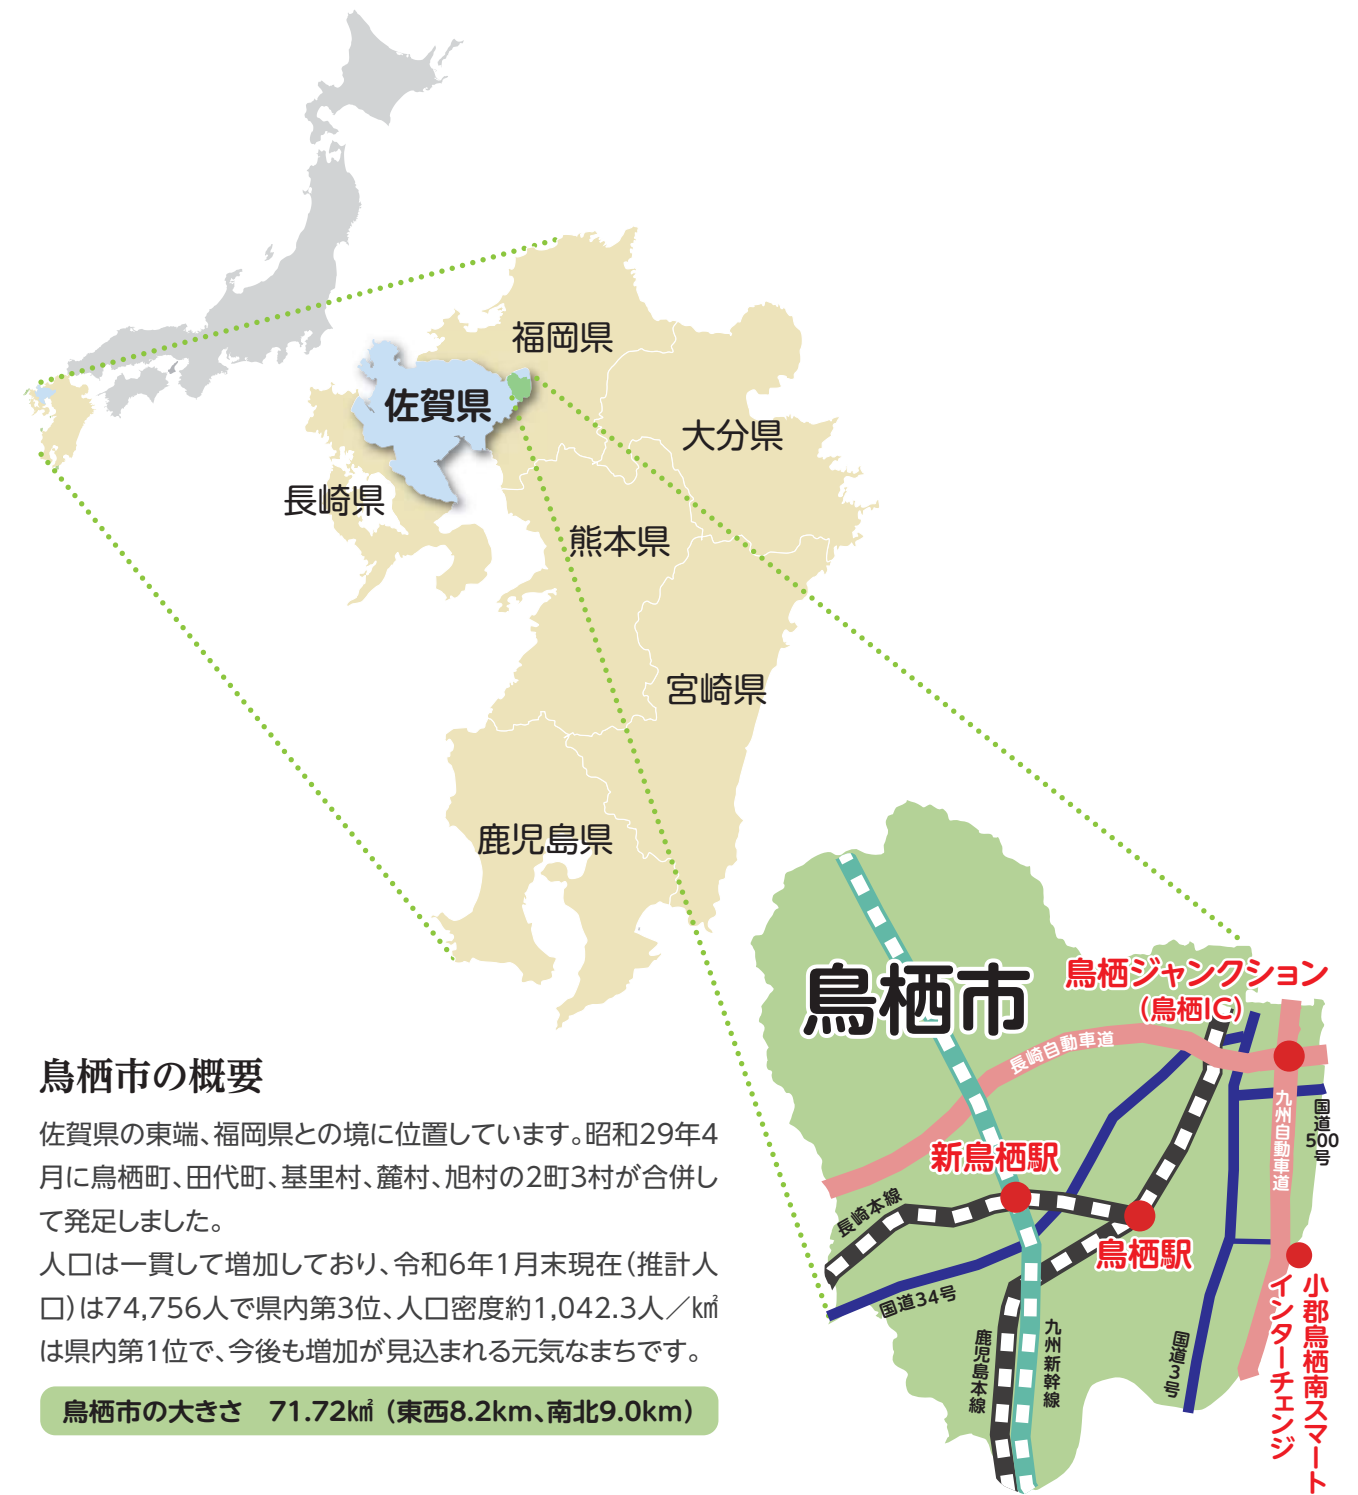 福岡県
佐賀県
大分県
長崎県
熊本県
宮崎県
鹿児島県
鳥栖市
鳥栖ジャンクション
(鳥栖IC)
長崎自動車道
九州自動車道
国道500号
新鳥栖駅
長崎本線
鳥栖駅
国道34号
小郡鳥栖南スマート
インターチェンジ
鹿児島本線
九州新幹線
国道3号
鳥栖市の概要
佐賀県の東端、福岡県との境に位置しています。昭和29年4
月に鳥栖町、田代町、基里村、麓村、旭村の2町3村が合併し
て発足しました。
人口は一貫して増加しており、令和6年1月末現在(推計人
口)は74,756人で県内第3位、人口密度約1,042.3人／㎢
は県内第1位で、今後も増加が見込まれる元気なまちです。
鳥栖市の大きさ　71.72㎢ (東西8.2km、南北9.0km)